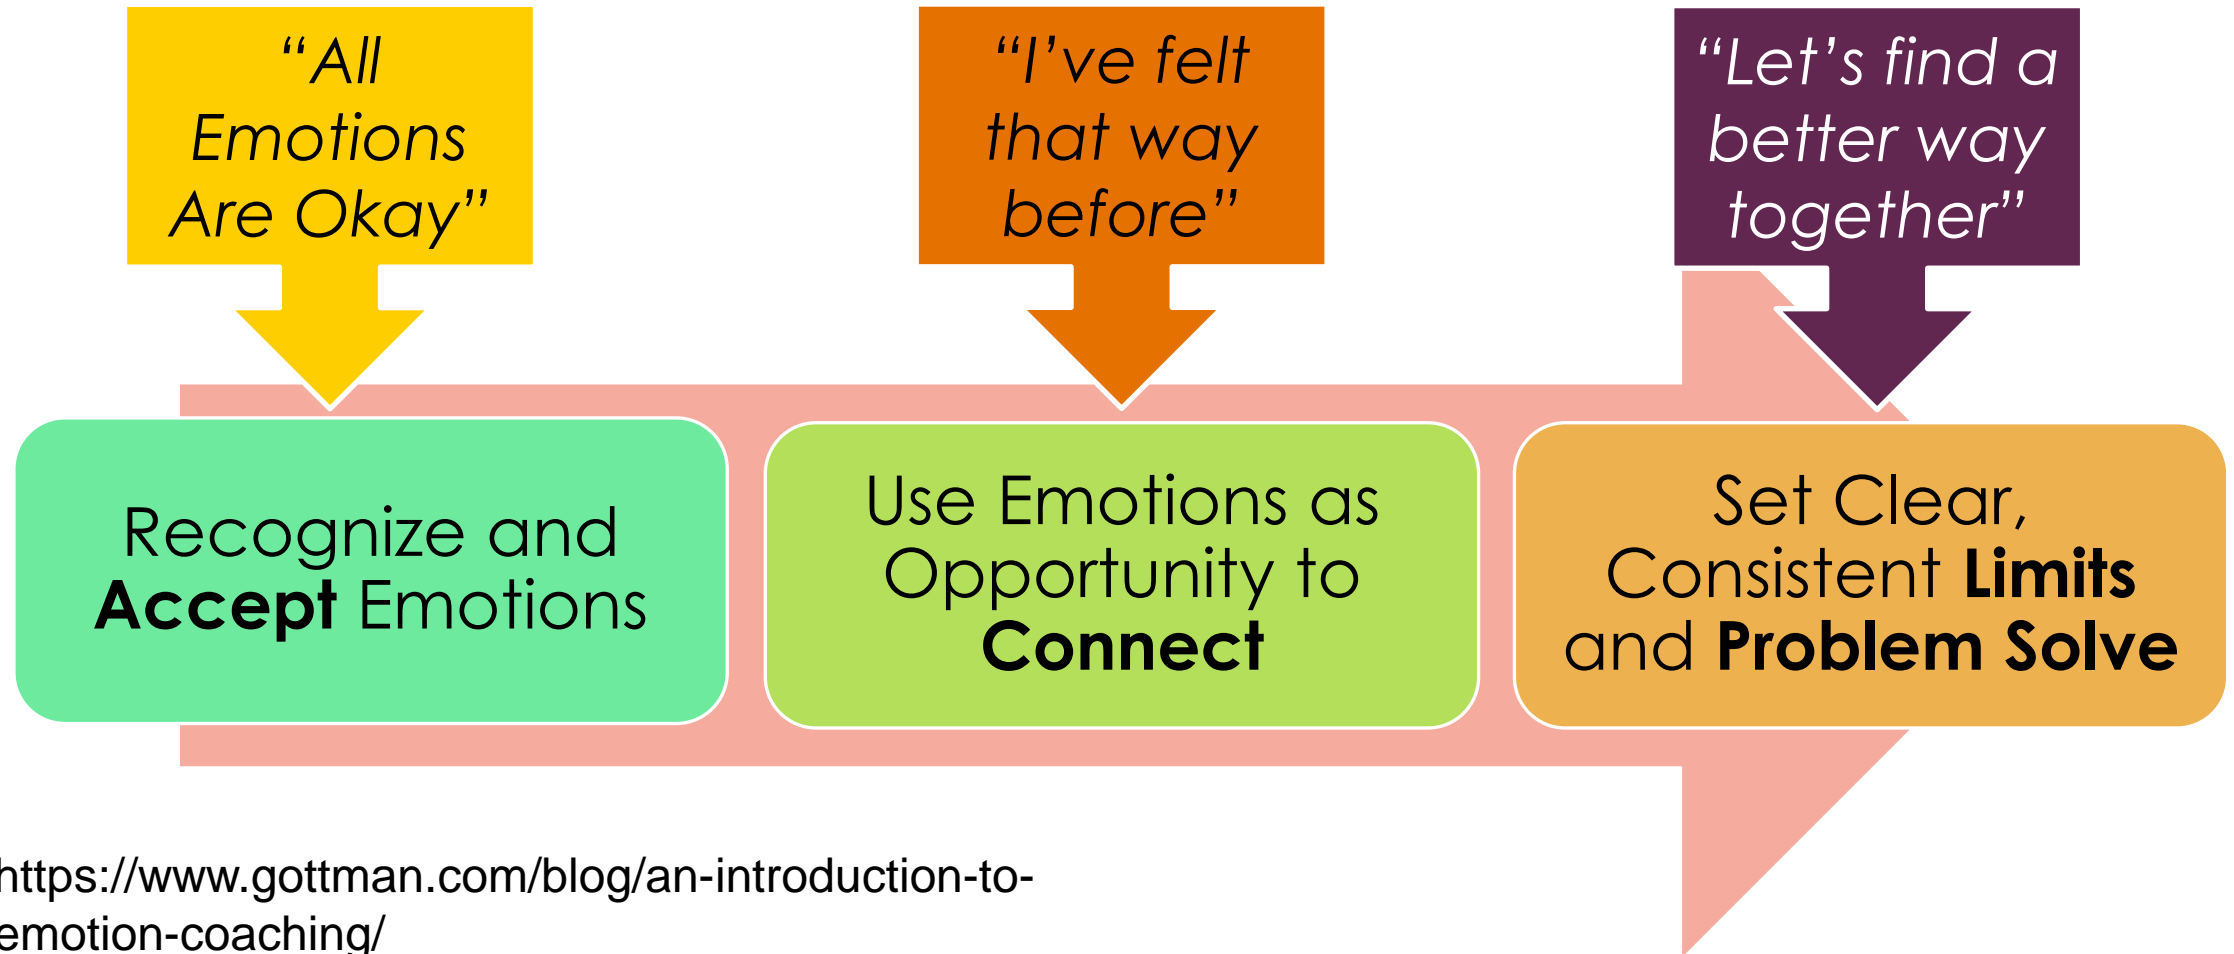 “All
Emotions
Are Okay”
“I’ve felt
that way
before”
“Let’s find a
better way
together”
Recognize and
Accept Emotions
Use Emotions as
Opportunity to
Connect
Set Clear,
Consistent Limits
and Problem Solve
https://www.gottman.com/blog/an-introduction-to-
emotion-coaching/